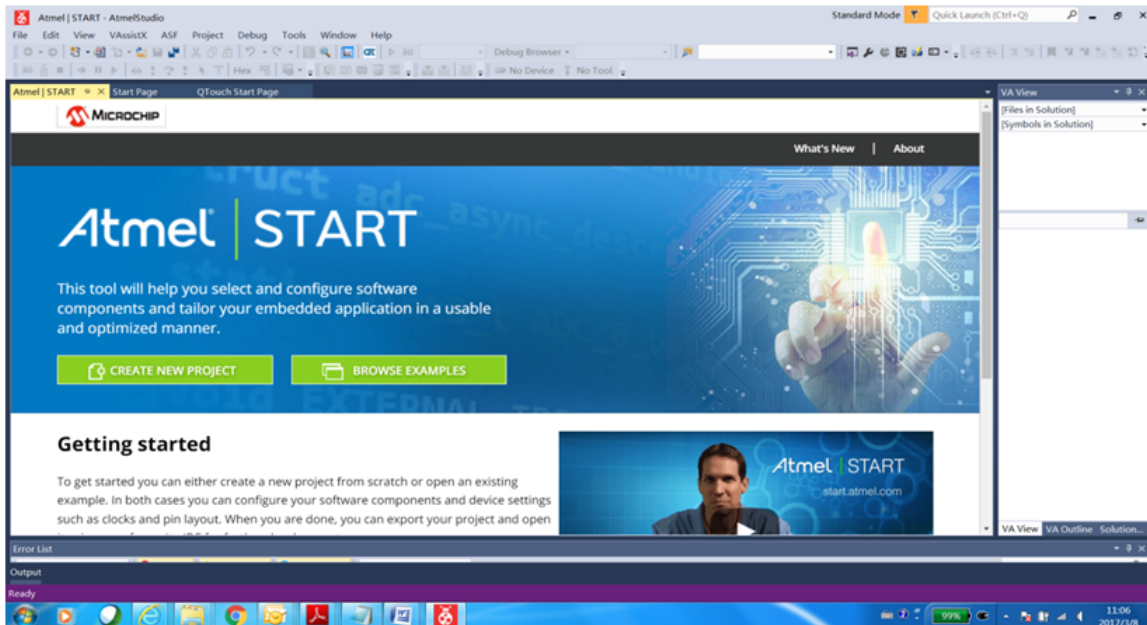 Atmel | START - AtmelStudio
Standard Mode
Quick Launch (Ctrl+Q)
File Edit View VAssistX ASF Project Debug Tools Window Help
Debug Browser
Hex
No Device
No Tool
Atmel | START
Start Page
QTouch Start Page
VA View
MICROCHIP
[Files in Solution]
[Symbols in Solution]
What's New | About
Atmel | START
This tool will help you select and configure software
components and tailor your embedded application in a usable
and optimized manner.
CREATE NEW PROJECT
BROWSE EXAMPLES
Getting started
To get started you can either create a new project from scratch or open an existing
example. In both cases you can configure your software components and device settings
such as clocks and pin layout. When you are done, you can export your project and open
Atmel | START
start.atmel.com
VA View VA Outline Solution...
Error List
Output
Ready
99%
11:06
2017/3/8